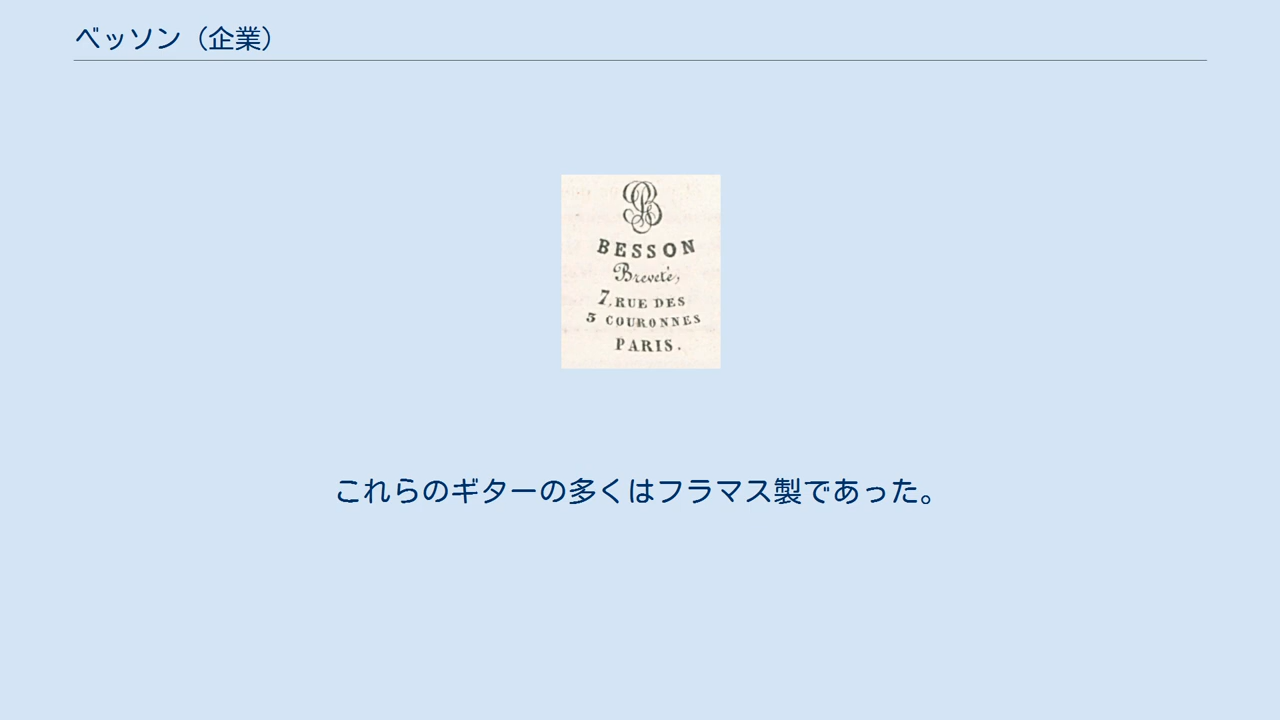 ベッソン（企業）
BESSON
Breveté,
7, RUE DES
3 COURONNES
PARIS.
これらのギターの多くはフラマス製であった。